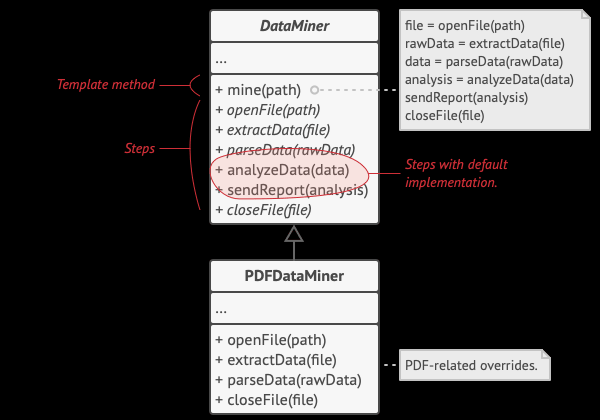 DataMiner
...
+ mine(path)
+ openFile(path)
+ extractData(file)
+ parseData(rawData)
+ analyzeData(data)
+ sendReport(analysis)
+ closeFile(file)
file = openFile(path)
rawData = extractData(file)
data = parseData(rawData)
analysis = analyzeData(data)
sendReport(analysis)
closeFile(file)
Template method
Steps
Steps with default
implementation.
PDFDataMiner
...
+ openFile(path)
+ extractData(file)
+ parseData(rawData)
+ closeFile(file)
PDF-related overrides.